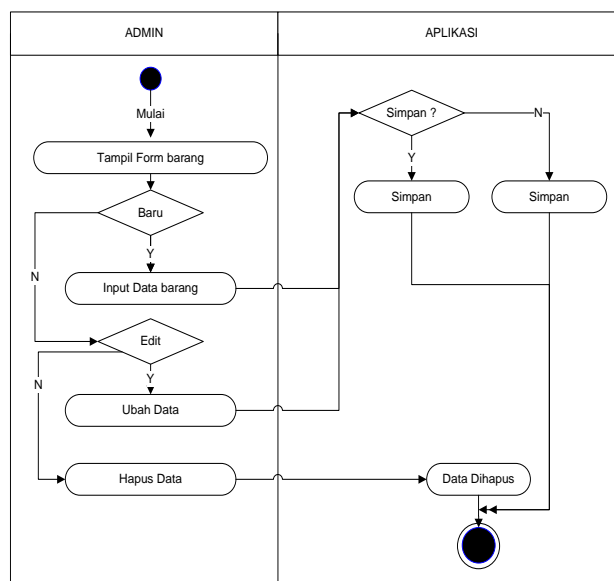 ADMIN
APLIKASI
Mulai
Tampil Form barang
Baru
Y
N
Input Data barang
Edit
N
Y
Ubah Data
Hapus Data
Simpan ?
N
Y
Simpan
Simpan
Data Dihapus